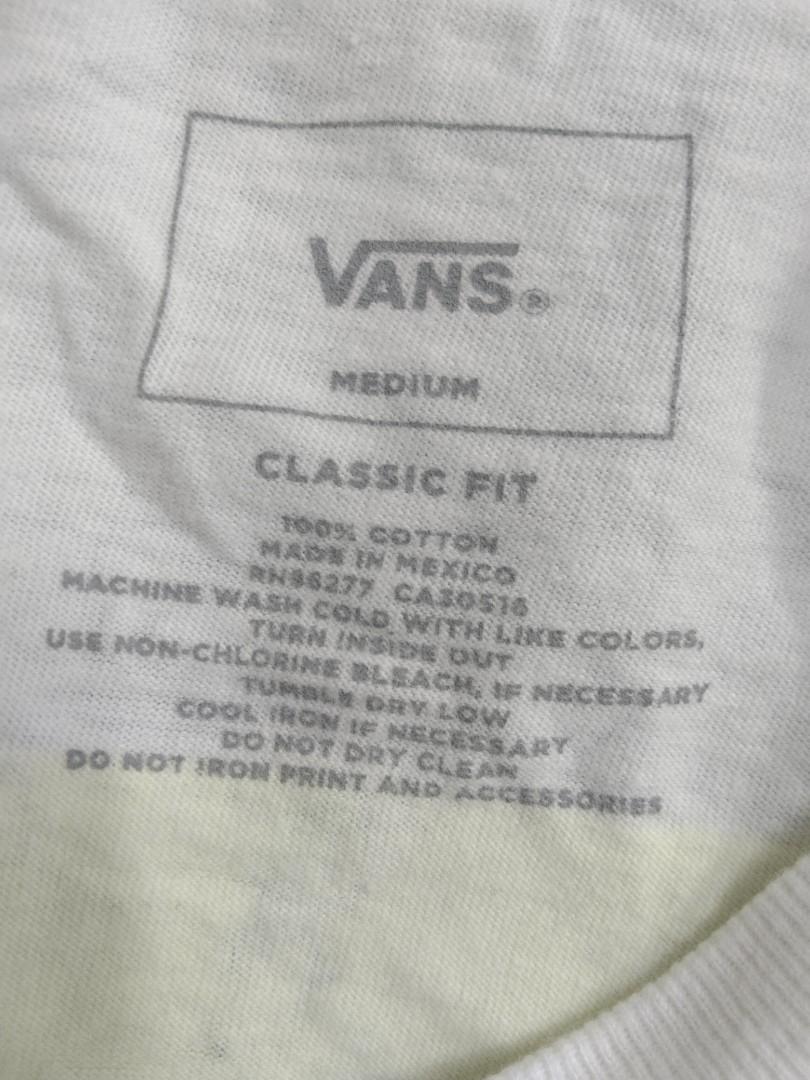 VANS®
MEDIUM
CLASSIC FIT
100% COTTON
MADE IN MEXICO
RN86277 CA30516
MACHINE WASH COLD WITH LIKE COLORS,
TURN INSIDE OUT
USE NON-CHLORINE BLEACH, IF NECESSARY
TUMBLE DRY LOW
COOL IRON IF NECESSARY
DO NOT DRY CLEAN
DO NOT IRON PRINT AND ACCESSORIES